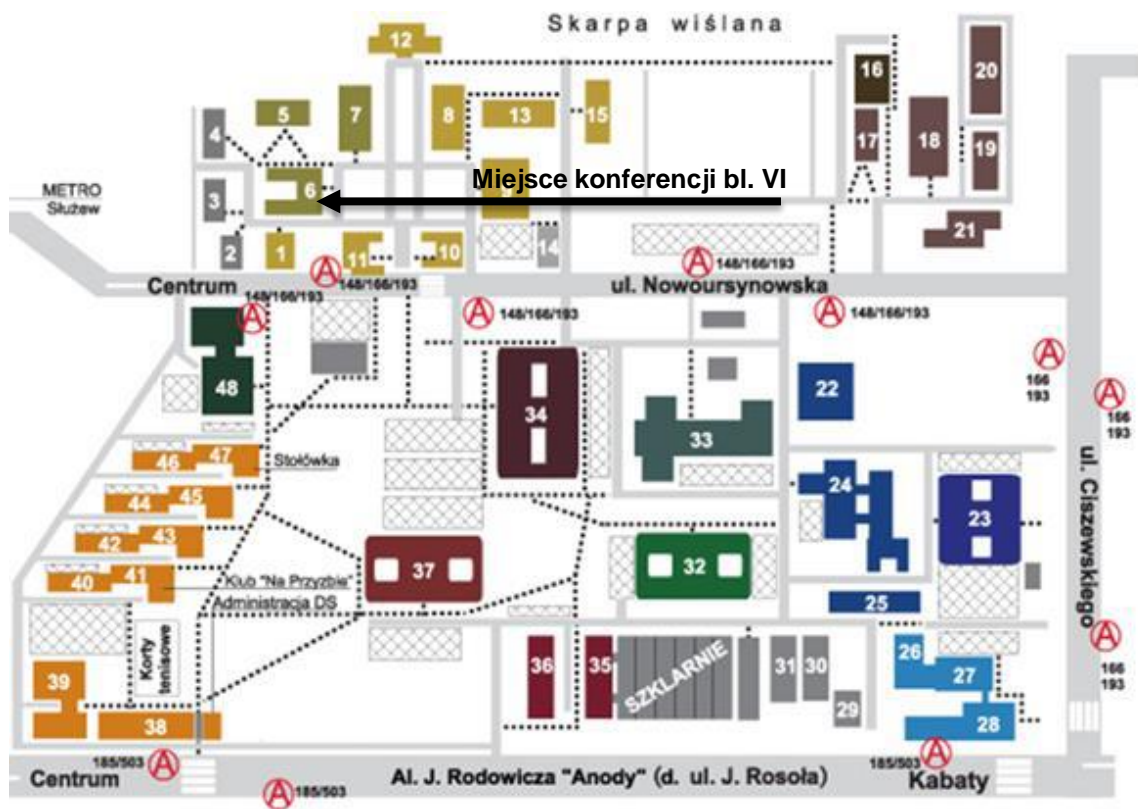 Skarpa wiślana
12
16
20
4
5
7
8
13
15
17
18
19
METRO
Służew
3
6
Miejsce konferencji bl. VI
2
1
11
10
14
21
Centrum
148/166/193
148/166/193
ul. Nowoursynowska
148/166/193
148/166/193
148/166/193
A
A
A
A
A
A
166
193
A
166
193
48
34
33
22
46
47
Stołówka
44
45
24
23
42
43
40
41
Klub "Na Przyzbie"
Administracja DS
37
32
25
ul. Ciszewskiego
A
166
193
39
Korty
tenisowe
38
36
35
SZKLARNIE
31
30
29
26
27
28
185/503
A
A
185/503
A
185/503
Centrum
Al. J. Rodowicza "Anody" (d. ul. J. Rosoła)
Kabaty